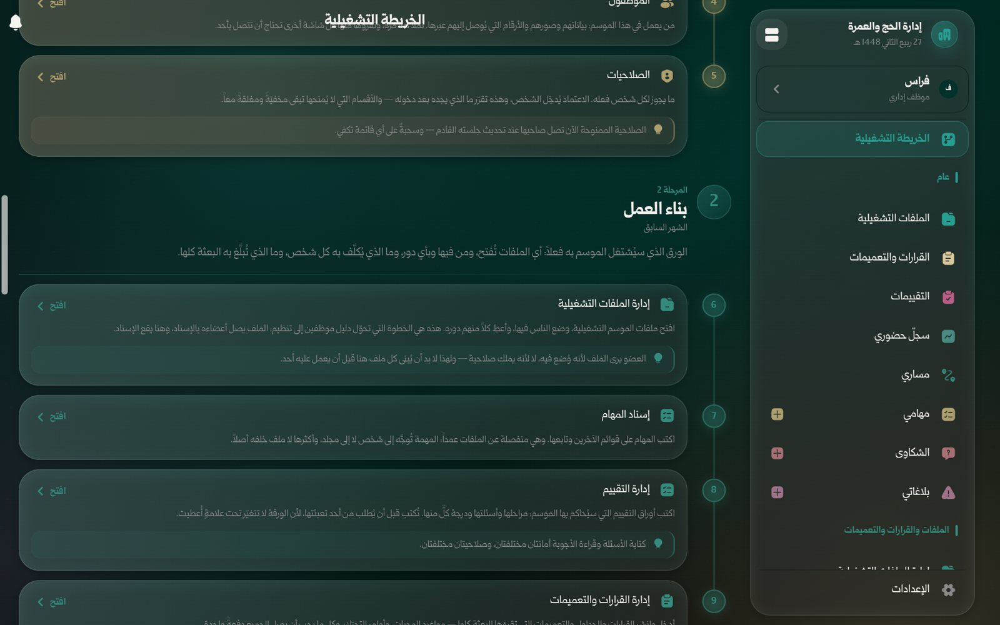 إدارة الحج والعمرة
27 ربيع الثاني 1448 هـ
ف
فراس
موظف إداري
الخريطة التشغيلية
عام
الملفات التشغيلية
القرارات والتعميمات
التقييمات
سجلّ حضوري
مساري
مهامي
الشكاوى
بلاغاتي
الملفات والقرارات والتعميمات
إدارة الملفات التشغيلية
الإعدادات
الخريطة التشغيلية
4
الموظفون
افتح
من يعمل في هذا الموسم: بياناتهم وصورهم والأرقام التي يُوصل إليهم عبرها. شاشة أخرى تحتاج أن تتصل بأحد.
5
الصلاحيات
افتح
ما يجوز لكل شخص فعله. الاعتماد يُدخل الشخص، وهذه تقرّر ما الذي يجده بعد دخوله — والأقسام التي لا يُمنحها تبقى مخفيّةً ومغلقةً معاً.
الصلاحية الممنوحة الآن تصل صاحبها عند تحديث جلسته القادم — وسحبةٌ على أي قائمة تكفي.
2
المرحلة 2
بناء العمل
الشهر السابق
الورق الذي سيُشتغل الموسم به فعلاً: أي الملفات تُفتح، ومن فيها وبأي دور، وما الذي يُكلَّف به كل شخص، وما الذي تُبلَّغ به البعثة كلها.
6
إدارة الملفات التشغيلية
افتح
افتح ملفات الموسم التشغيلية، وضع الناس فيها، وأعطِ كلاً منهم دوره. هذه هي الخطوة التي تحوّل دليل موظفين إلى تنظيم: الملف يصل أعضاءه بالإسناد، وهنا يقع الإسناد.
العضو يرى الملف لأنه وُضع فيه، لا لأنه يملك صلاحية — ولهذا لا بد أن يُبنى كل ملف هنا قبل أن يعمل عليه أحد.
7
إسناد المهام
افتح
اكتب المهام على قوائم الآخرين وتابعها. وهي منفصلة عن الملفات عمداً: المهمة تُوجَّه إلى شخص لا إلى مجلد، وأكثرها لا ملف خلفه أصلاً.
8
إدارة التقييم
افتح
اكتب أوراق التقييم التي سيُحاكم بها الموسم: مراحلها وأسئلتها ودرجة كلٍّ منها. تُكتب قبل أن يُطلب من أحد تعبئتها، لأن الورقة لا تتغيّر تحت علامةٍ أُعطيت.
كتابة الأسئلة وقراءة الأجوبة أمانتان مختلفتان، وصلاحيتان مختلفتان.
9
إدارة القرارات والتعميمات
افتح